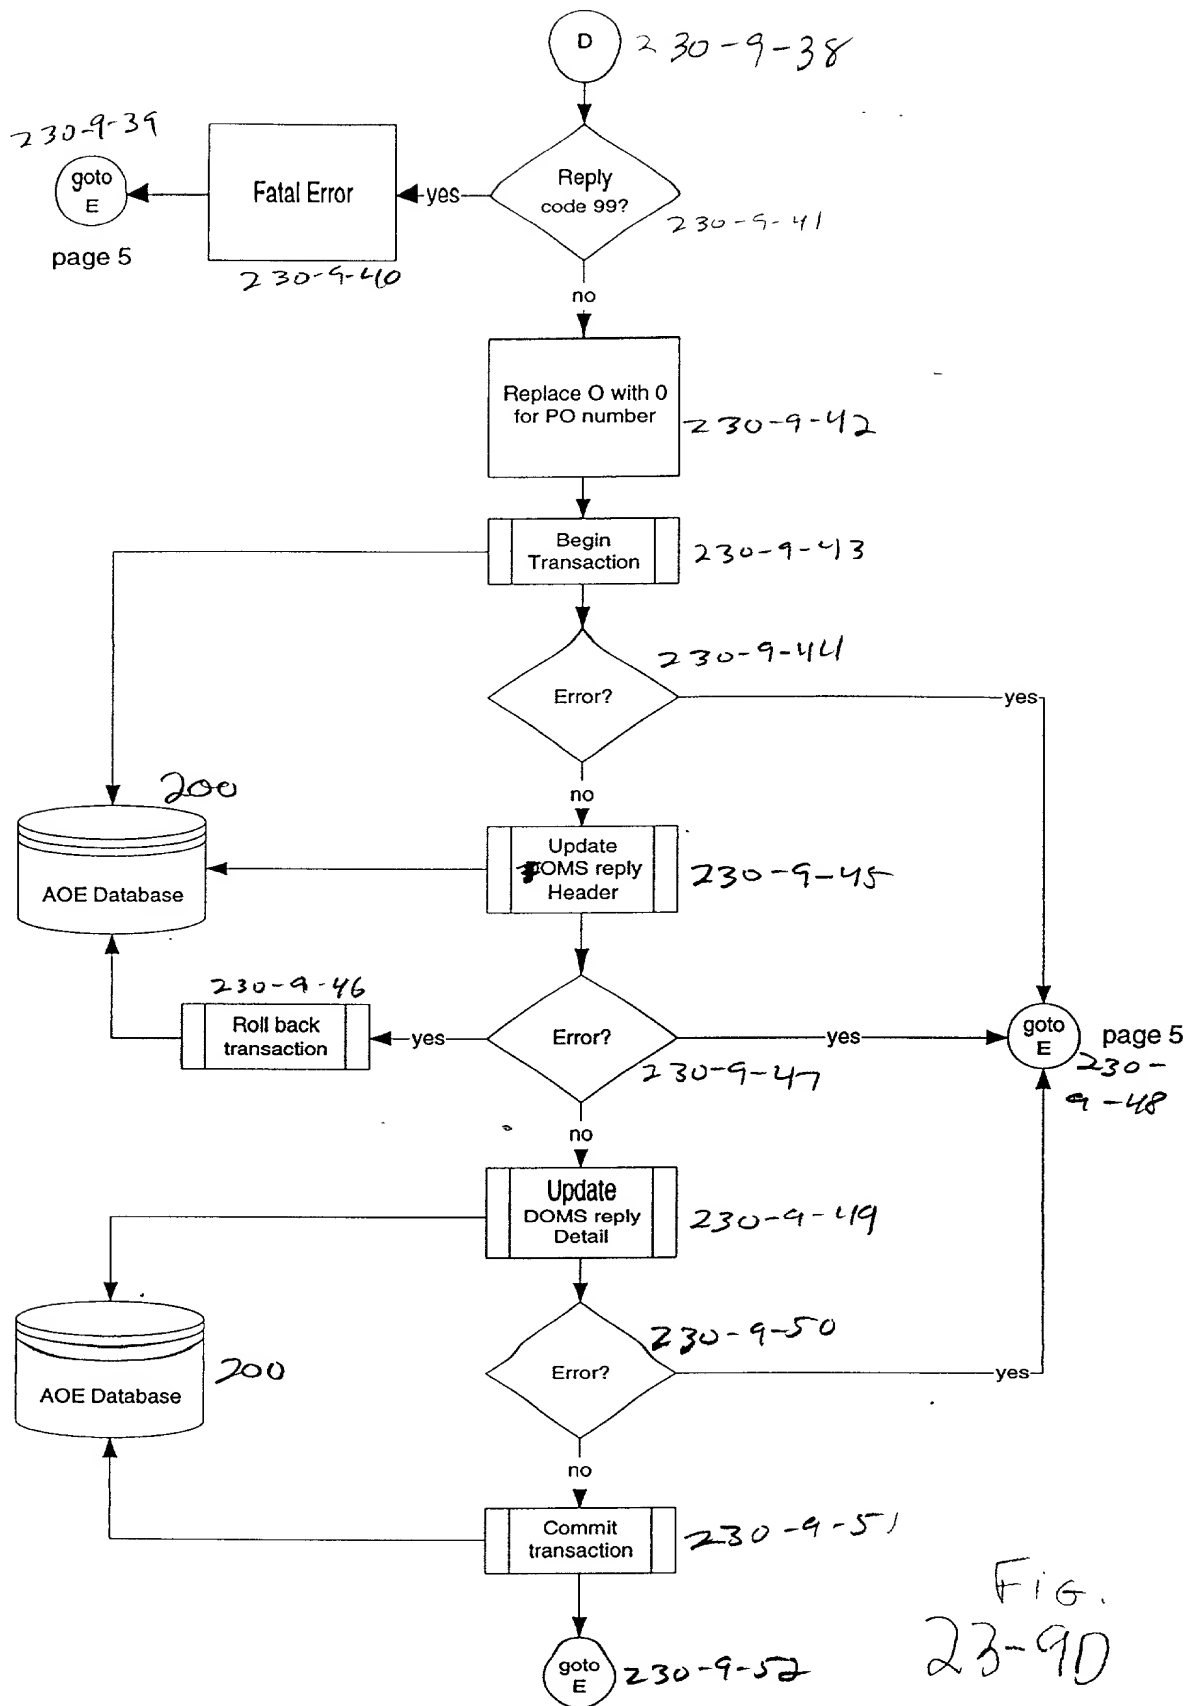 D 230-9-38
230-9-39
goto
E
page 5
Fatal Error
230-9-40
yes
Reply
code 99?
230-9-41
no
Replace O with 0
for PO number
230-9-42
Begin
Transaction
230-9-43
230-9-44
Error?
yes
no
200
AOE Database
Update
DOMS reply
Header
230-9-45
230-9-46
Roll back
transaction
yes
Error?
yes
230-9-47
goto
E
page 5
230-
9-48
no
Update
DOMS reply
Detail
230-9-49
230-9-50
Error?
yes
AOE Database
200
no
Commit
transaction
230-9-51
goto
E
230-9-52
FIG.
23-9D